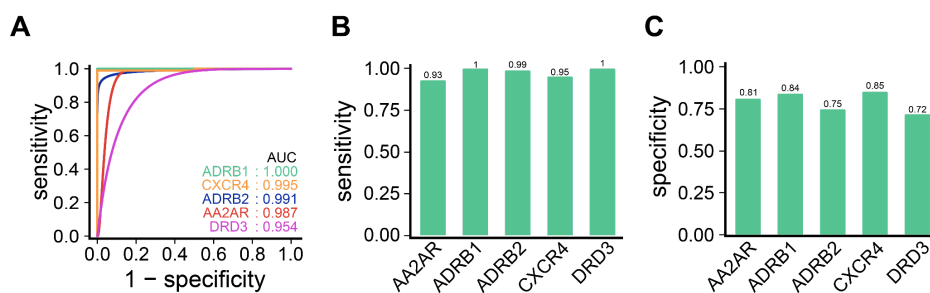 A
sensitivity
1.0
0.8
0.6
0.4
0.2
0.0
AUC
ADRB1 : 1.000
CXCR4 : 0.995
ADRB2 : 0.991
AA2AR : 0.987
DRD3 : 0.954
0.0 0.2 0.4 0.6 0.8 1.0
1 − specificity
B
sensitivity
1.00
0.75
0.50
0.25
0.00
0.93 1 0.99 0.95 1
AA2AR ADRB1 ADRB2 CXCR4 DRD3
C
specificity
1.00
0.75
0.50
0.25
0.00
0.81 0.84 0.75 0.85 0.72
AA2AR ADRB1 ADRB2 CXCR4 DRD3